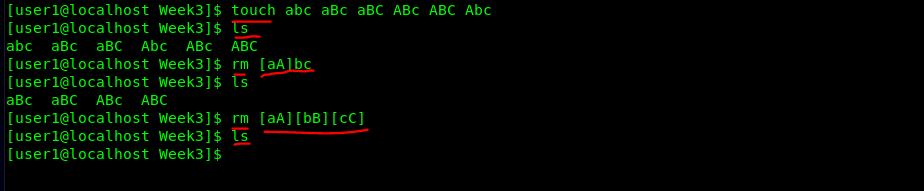 [user1@localhost Week3]$ touch abc aBc aBC ABc ABC Abc
[user1@localhost Week3]$ ls
abc  aBc  aBC  Abc  ABc  ABC
[user1@localhost Week3]$ rm [aA]bc
[user1@localhost Week3]$ ls
aBc  aBC  ABc  ABC
[user1@localhost Week3]$ rm [aA][bB][cC]
[user1@localhost Week3]$ ls
[user1@localhost Week3]$